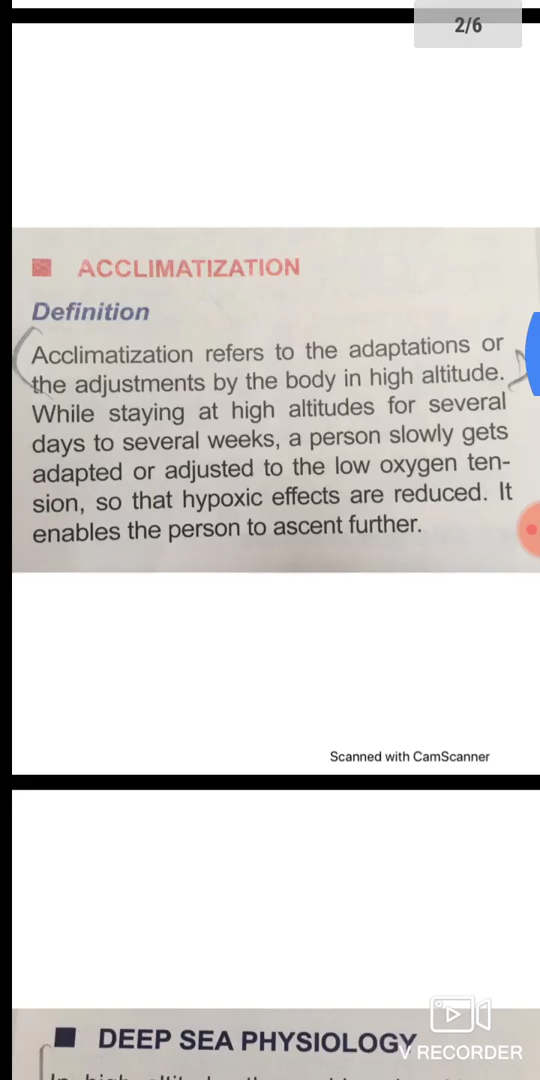 2/6
ACCLIMATIZATION
Definition
Acclimatization refers to the adaptations or
the adjustments by the body in high altitude.
While staying at high altitudes for several
days to several weeks, a person slowly gets
adapted or adjusted to the low oxygen ten-
sion, so that hypoxic effects are reduced. It
enables the person to ascent further.
Scanned with CamScanner
DEEP SEA PHYSIOLOGY
V RECORDER